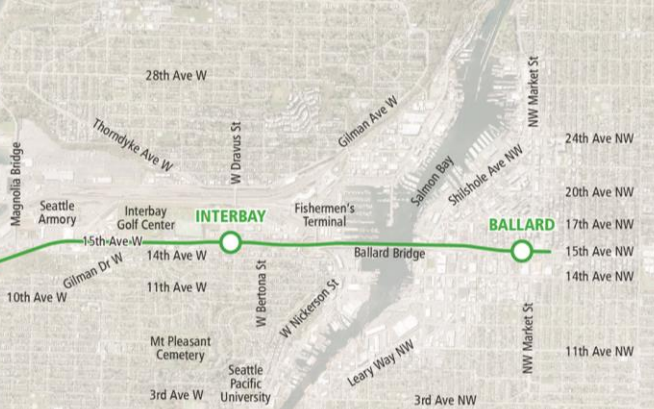 28th Ave W
Thorndyke Ave W
W Dravus St
Gilman Ave W
NW Market St
24th Ave NW
Magnolia Bridge
Salmon Bay
Shilshole Ave NW
20th Ave NW
Seattle
Armory
Interbay
Golf Center
INTERBAY
Fishermen's
Terminal
BALLARD
17th Ave NW
15th Ave W
14th Ave W
Ballard Bridge
15th Ave NW
Gilman Dr W
14th Ave NW
10th Ave W
11th Ave W
W Bertona St
W Nickerson St
NW Market St
Mt Pleasant
Cemetery
Leary Way NW
11th Ave NW
Seattle
Pacific
University
3rd Ave W
3rd Ave NW